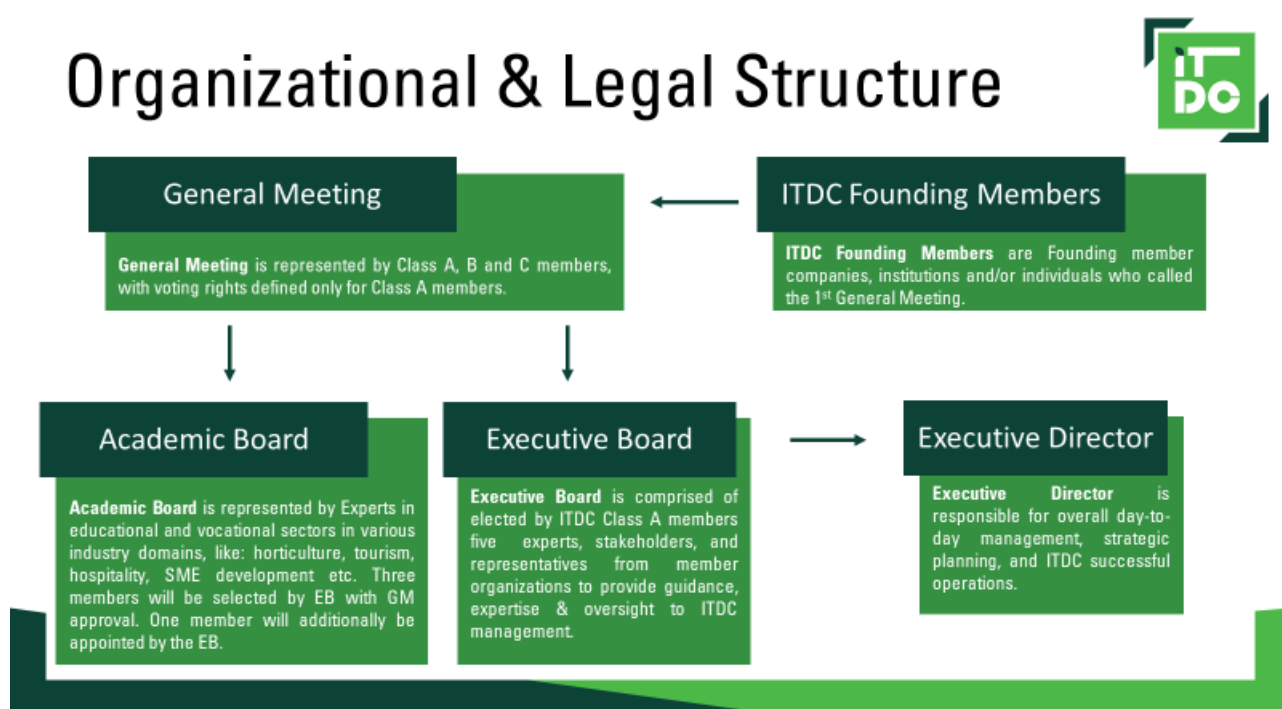 Organizational & Legal Structure
iT
DC
General Meeting
General Meeting is represented by Class A, B and C members,
with voting rights defined only for Class A members.
ITDC Founding Members
ITDC Founding Members are Founding member
companies, institutions and/or individuals who called
the 1st General Meeting.
Academic Board
Academic Board is represented by Experts in
educational and vocational sectors in various
industry domains, like: horticulture, tourism,
hospitality, SME development etc. Three
members will be selected by EB with GM
approval. One member will additionally be
appointed by the EB.
Executive Board
Executive Board is comprised of
elected by ITDC Class A members
five experts, stakeholders, and
representatives from member
organizations to provide guidance,
expertise & oversight to ITDC
management.
Executive Director
Executive Director is
responsible for overall day-to-
day management, strategic
planning, and ITDC successful
operations.